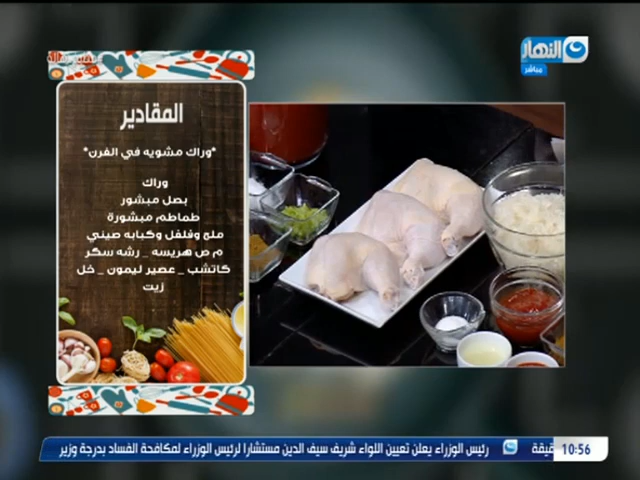 النهار
مباشر
المقادير
*وراك مشويه في الفرن*
وراك
بصل مبشور
طماطم مبشورة
ملح وفلفل وكبابه صيني
م ص هريسه _ رشه سكر
كاتشب _ عصير ليمون _ خل
زيت
10:56
قيقة
رئيس الوزراء يعلن تعيين اللواء شريف سيف الدين مستشارا لرئيس الوزراء لمكافحة الفساد بدرجة وزير